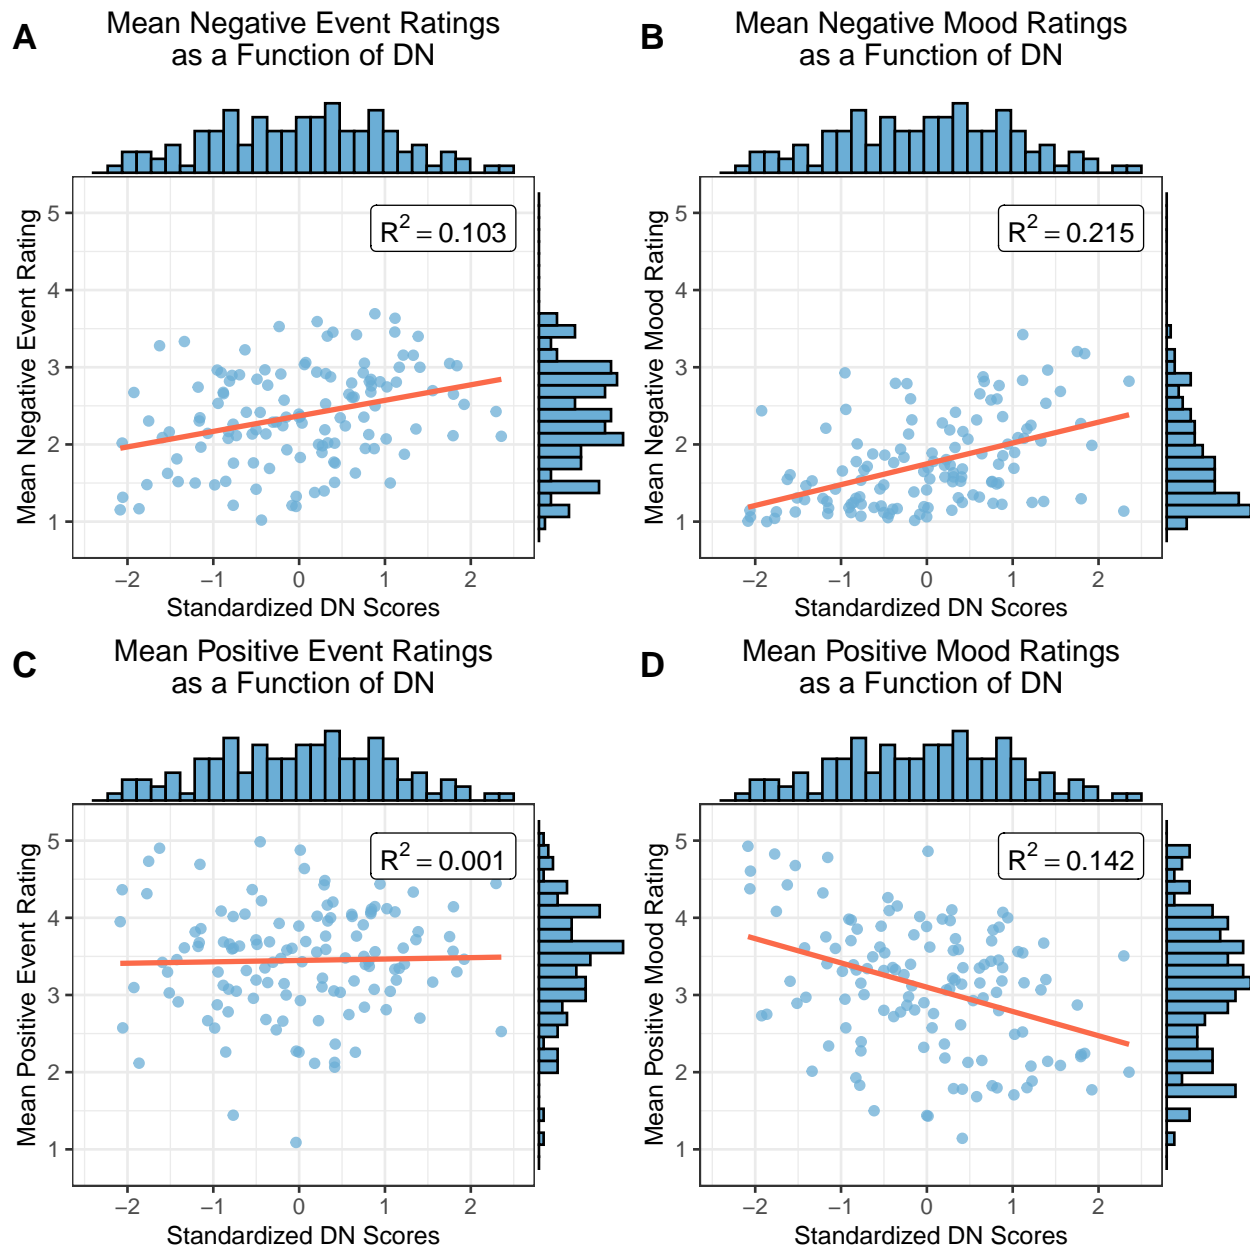 A
Mean Negative Event Ratings
as a Function of DN
Mean Negative Event Rating
5
4
3
2
1
R² = 0.103
−2 −1 0 1 2
Standardized DN Scores
B
Mean Negative Mood Ratings
as a Function of DN
Mean Negative Mood Rating
5
4
3
2
1
R² = 0.215
−2 −1 0 1 2
Standardized DN Scores
C
Mean Positive Event Ratings
as a Function of DN
Mean Positive Event Rating
5
4
3
2
1
R² = 0.001
−2 −1 0 1 2
Standardized DN Scores
D
Mean Positive Mood Ratings
as a Function of DN
Mean Positive Mood Rating
5
4
3
2
1
R² = 0.142
−2 −1 0 1 2
Standardized DN Scores